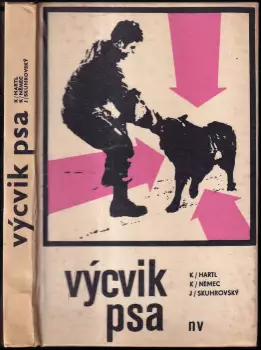 K/HARTL
K/NĚMEC
J/SKUHROVSKÝ
výcvik psa
výcvik
psa
K/HARTL
K/NĚMEC
J/SKUHROVSKÝ
nv